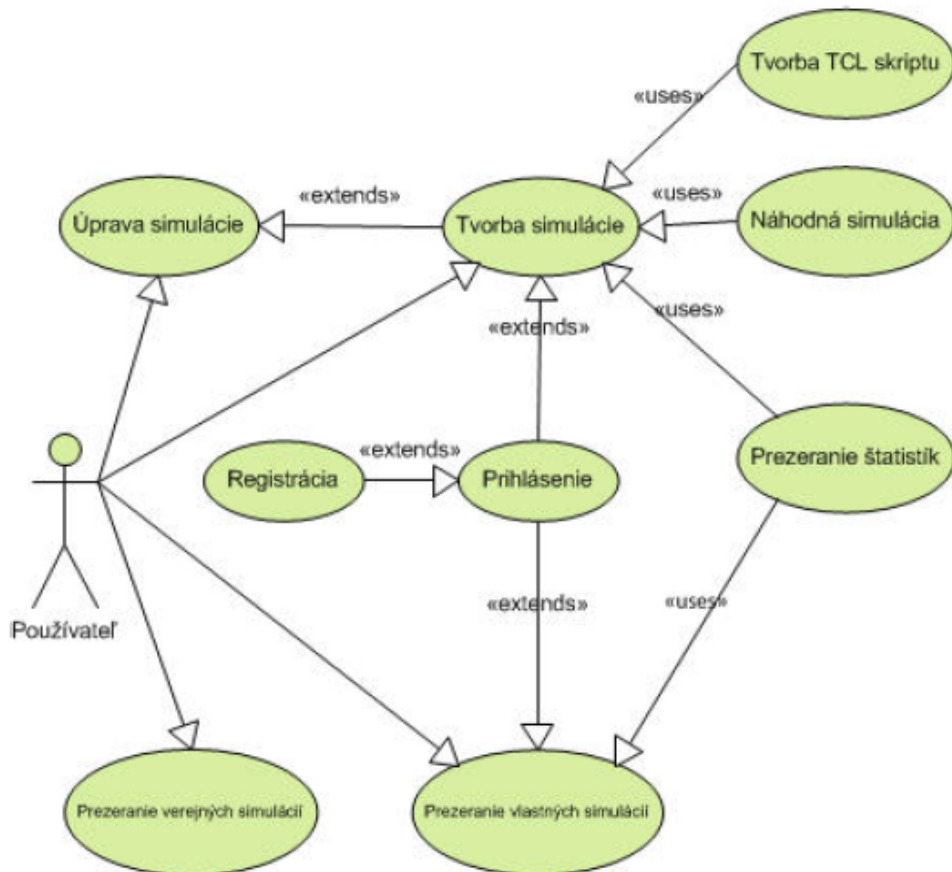 Tvorba TCL skriptu
«uses»
«extends»
«uses»
Úprava simulácie
Tvorba simulácie
Náhodná simulácia
«uses»
«extends»
«extends»
Registrácia
Prihlásenie
Prezeranie štatistík
«extends»
«uses»
Používateľ
Prezeranie verejných simulácií
Prezeranie vlastných simulácií